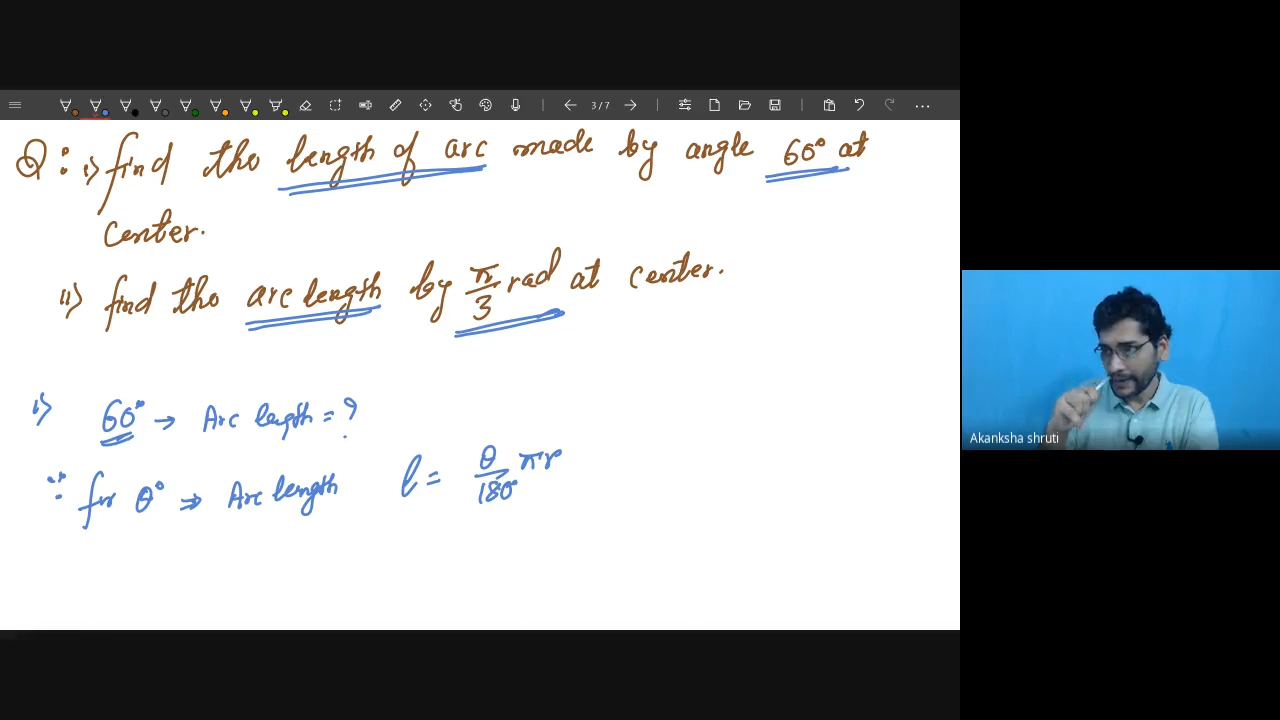 3/7
Q: i) find the length of arc made by angle 60° at
center.
ii) find the arc length by π/3 rad at center.
i) 60° → Arc length = ?
∵ for θ° ⇒ Arc length l = θ/180° πr
Akanksha shruti